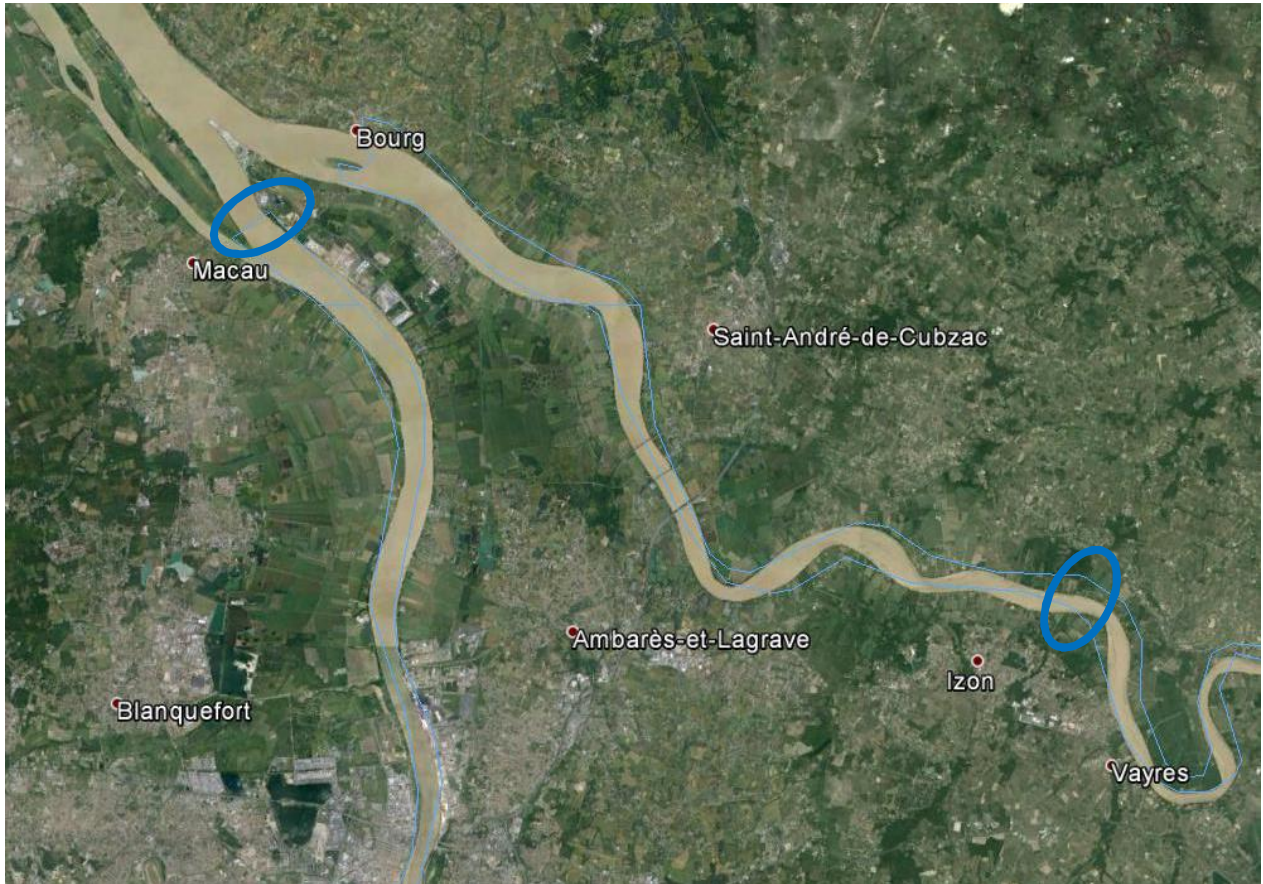 Bourg
Macau
Saint-André-de-Cubzac
Ambarès-et-Lagrave
Izon
Blanquefort
Vayres